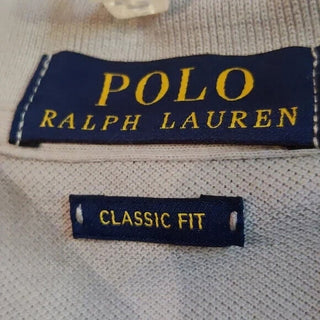 POLO
RALPH LAUREN
CLASSIC FIT